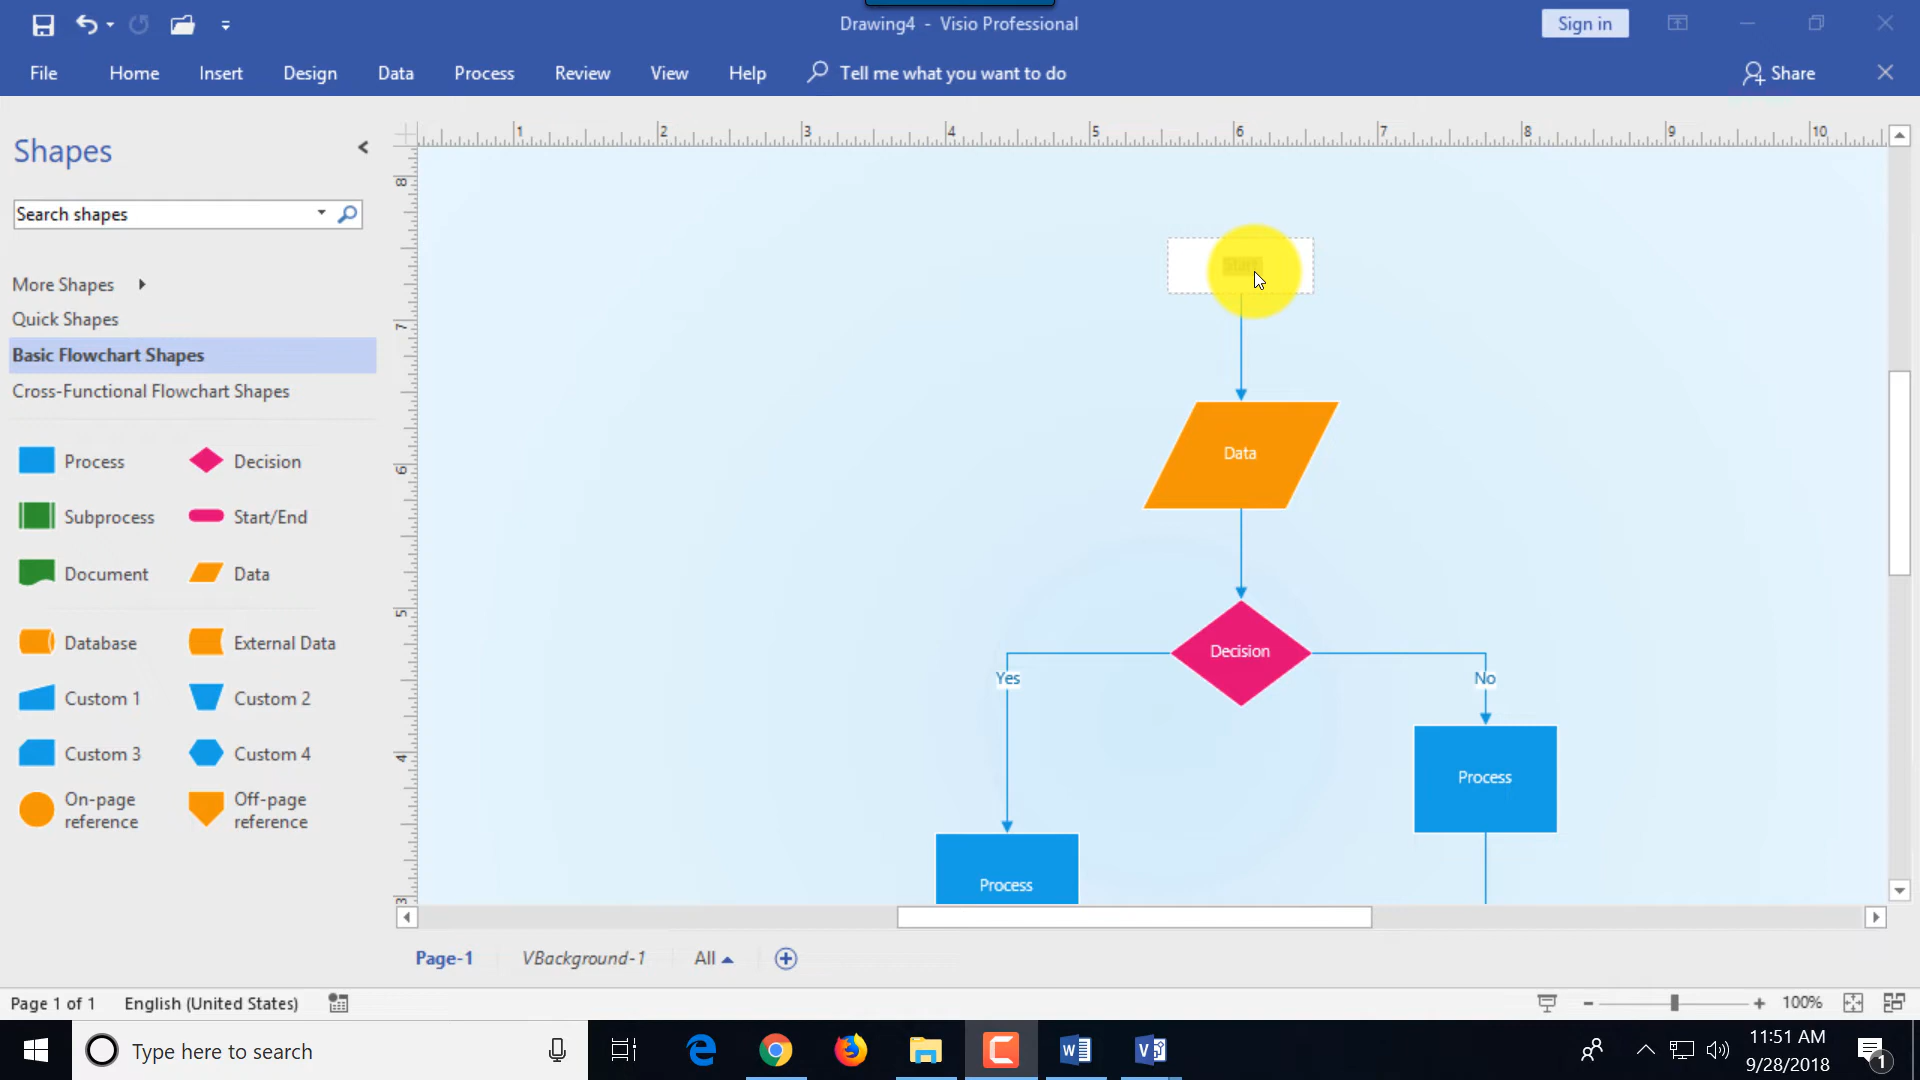 Drawing4 - Visio Professional
Sign in
File Home Insert Design Data Process Review View Help Tell me what you want to do Share
Shapes
Search shapes
More Shapes
Quick Shapes
Basic Flowchart Shapes
Cross-Functional Flowchart Shapes
Process Decision
Subprocess Start/End
Document Data
Database External Data
Custom 1 Custom 2
Custom 3 Custom 4
On-page reference
Off-page reference
1 2 3 4 5 6 7 8 9 10
8
7
6
5
4
3
Start
Data
Decision
Yes
No
Process
Process
Page-1 VBackground-1 All
Page 1 of 1 English (United States) 100%
Type here to search
11:51 AM
9/28/2018
1